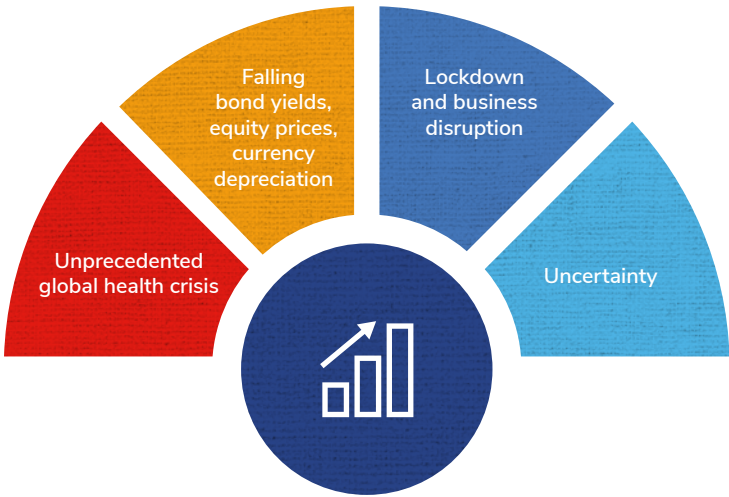 Falling
bond yields,
equity prices,
currency
depreciation
Lockdown
and business
disruption
Unprecedented
global health crisis
Uncertainty